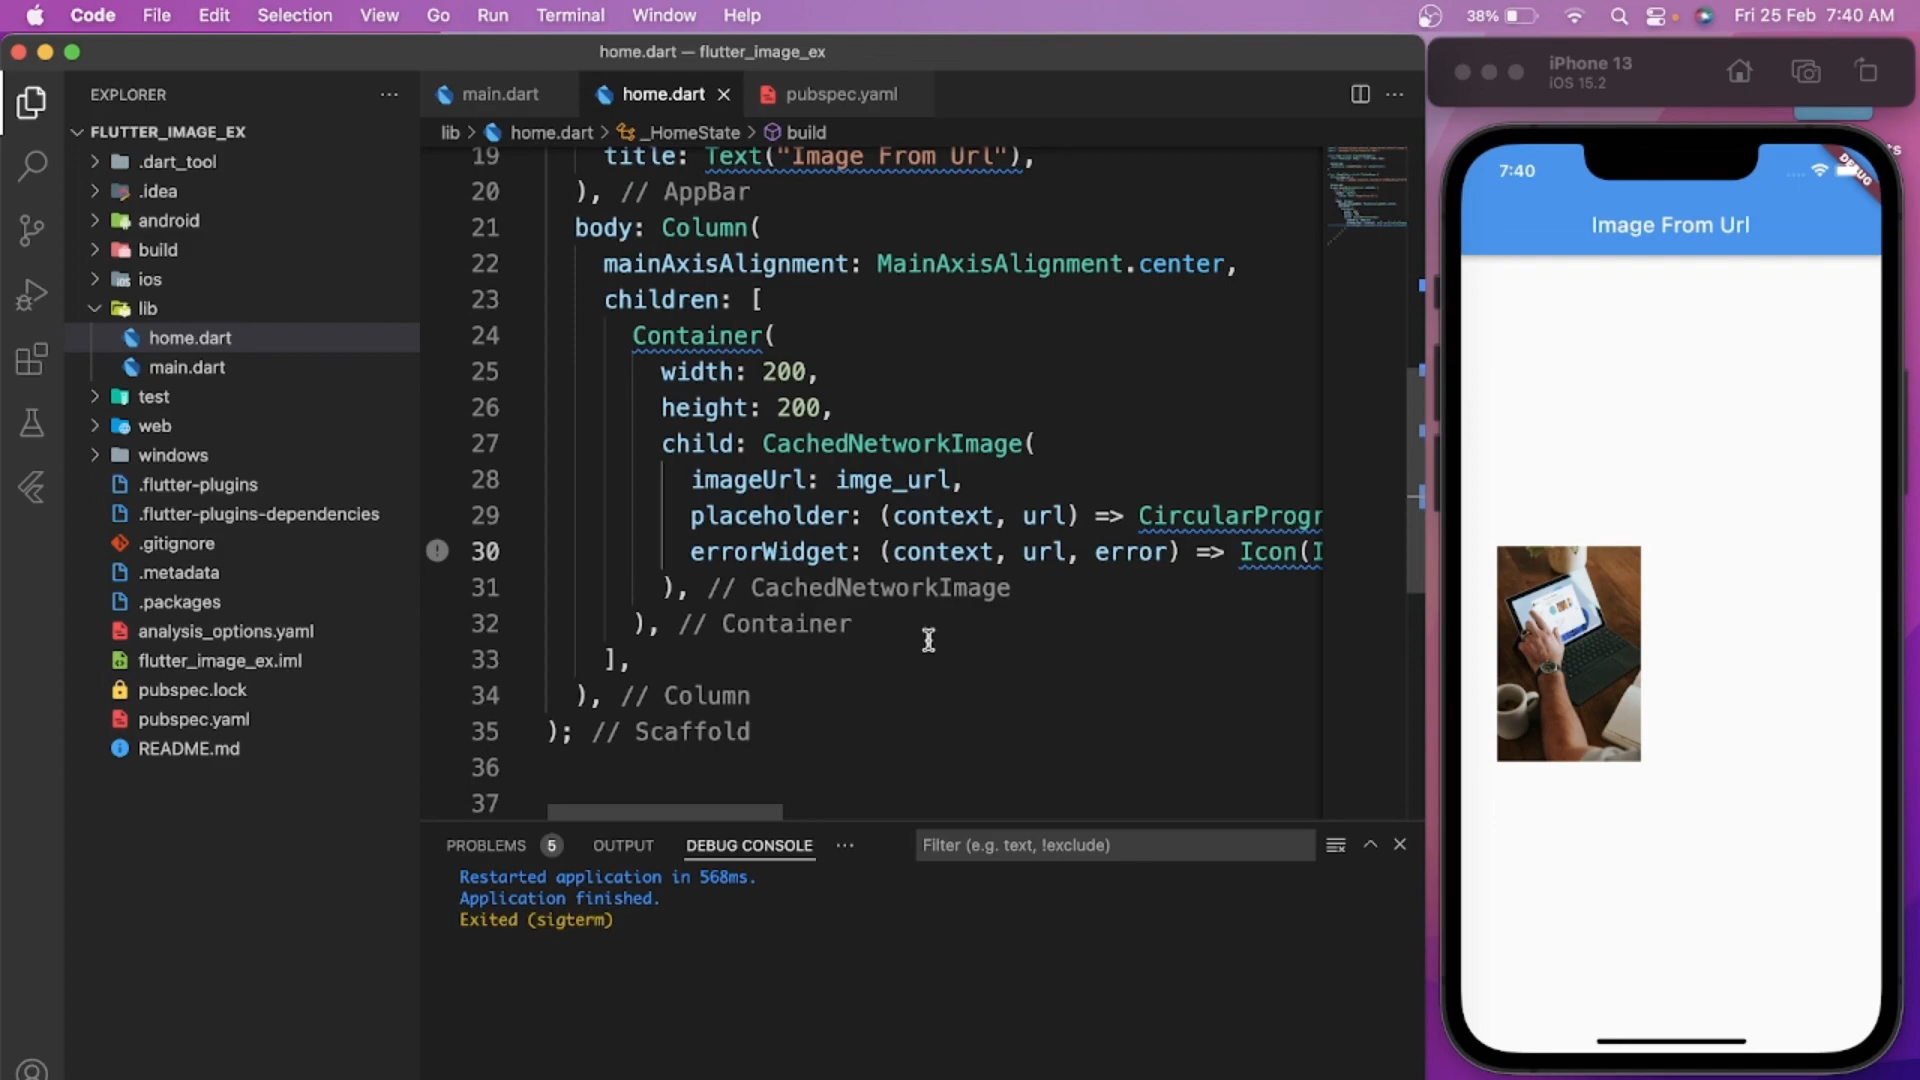 Code File Edit Selection View Go Run Terminal Window Help 38% Fri 25 Feb 7:40 AM
home.dart — flutter_image_ex
iPhone 13
iOS 15.2
EXPLORER
main.dart home.dart pubspec.yaml
FLUTTER_IMAGE_EX
lib > home.dart > _HomeState > build
.dart_tool
.idea
android
build
ios
lib
home.dart
main.dart
test
web
windows
.flutter-plugins
.flutter-plugins-dependencies
.gitignore
.metadata
.packages
analysis_options.yaml
flutter_image_ex.iml
pubspec.lock
pubspec.yaml
README.md
19 title: Text("Image From Url"),
20 ), // AppBar
21 body: Column(
22 mainAxisAlignment: MainAxisAlignment.center,
23 children: [
24 Container(
25 width: 200,
26 height: 200,
27 child: CachedNetworkImage(
28 imageUrl: imge_url,
29 placeholder: (context, url) => CircularProgr
30 errorWidget: (context, url, error) => Icon(I
31 ), // CachedNetworkImage
32 ), // Container
33 ],
34 ), // Column
35 ); // Scaffold
36
37
PROBLEMS 5 OUTPUT DEBUG CONSOLE Filter (e.g. text, !exclude)
Restarted application in 568ms.
Application finished.
Exited (sigterm)
7:40
DEBUG
Image From Url